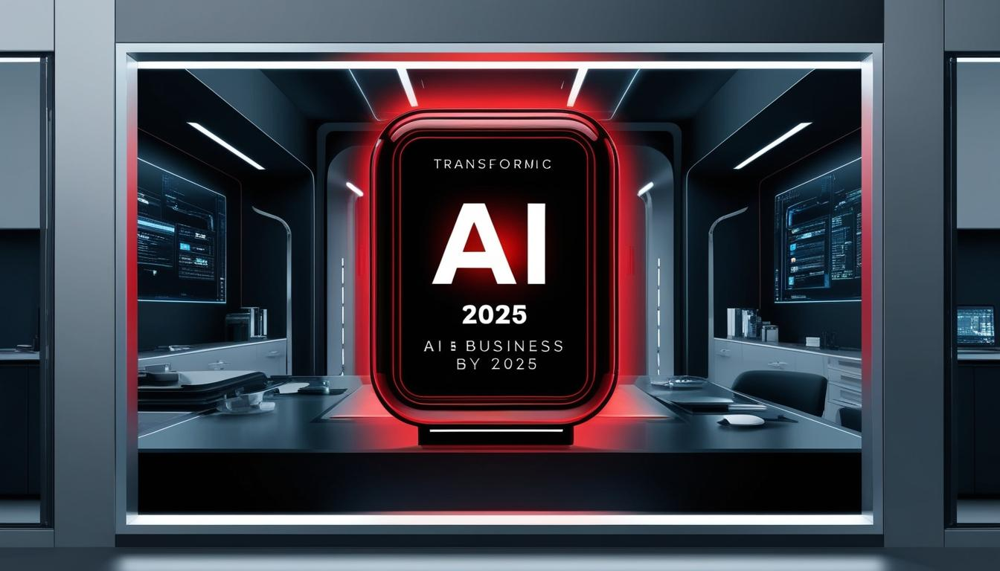 TRANSFORMIC
AI
2025
AI E BUSINESS
BY 2025